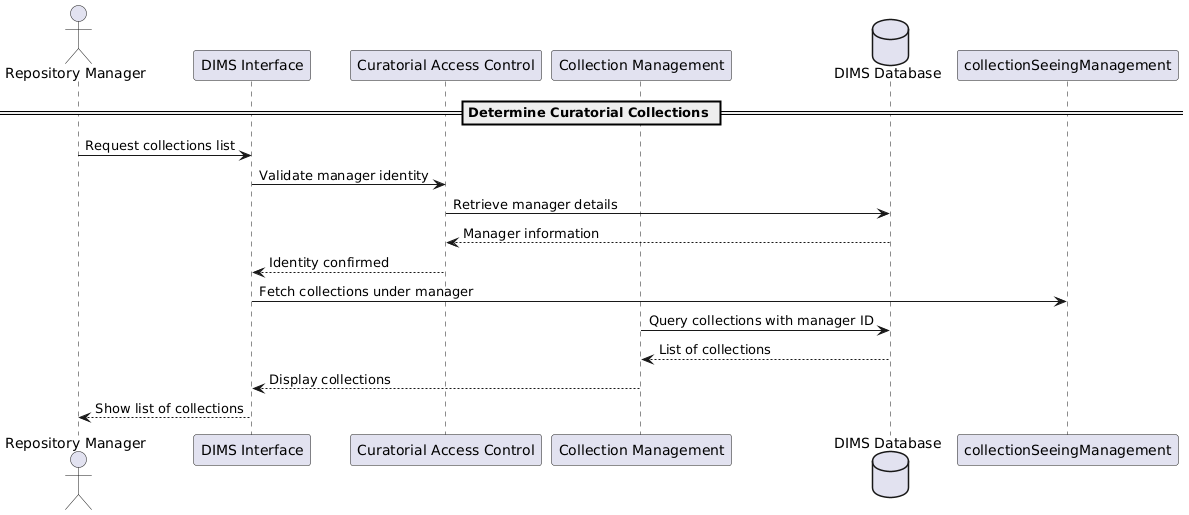 Repository Manager
DIMS Interface
Curatorial Access Control
Collection Management
DIMS Database
collectionSeeingManagement
Determine Curatorial Collections
Request collections list
Validate manager identity
Retrieve manager details
Manager information
Identity confirmed
Fetch collections under manager
Query collections with manager ID
List of collections
Display collections
Show list of collections
Repository Manager
DIMS Interface
Curatorial Access Control
Collection Management
DIMS Database
collectionSeeingManagement